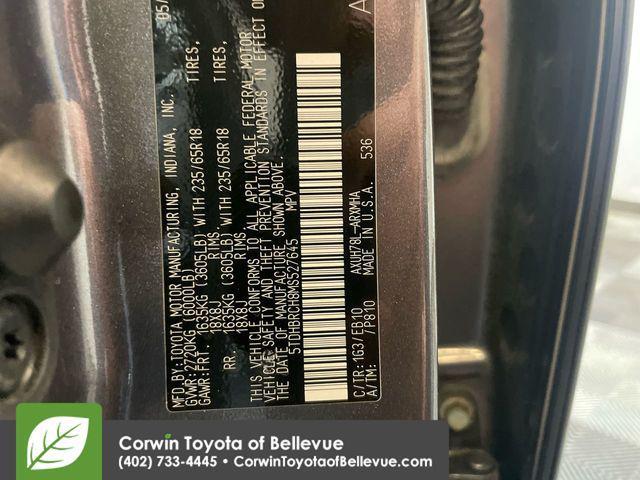 MFD.BY:TOYOTA MOTOR MANUFACTURING, INDIANA, INC. 05/
GVWR:2720KG (6000LB)
GAWR:FRT. 1635KG (3605LB) WITH 235/65R18 TIRES,
18X8J RIMS,
RR. 1635KG (3605LB) WITH 235/65R18 TIRES,
18X8J RIMS,
THIS VEHICLE CONFORMS TO ALL APPLICABLE FEDERAL MOTOR
VEHICLE SAFETY AND THEFT PREVENTION STANDARDS IN EFFECT O
DATE OF MANUFACTURE SHOWN ABOVE.
MPV
A
C/TR:1G3/FB10 AXUH78L-ARXMHA
A/TM: /P810 MADE IN U.S.A. 536
Corwin Toyota of Bellevue
(402) 733-4445 • CorwinToyotaofBellevue.com